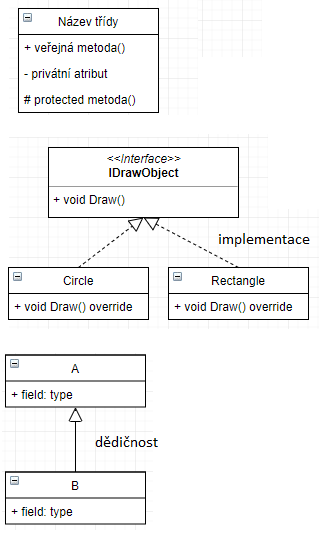 Název třídy
+ veřejná metoda()
- privátní atribut
# protected metoda()
<<Interface>>
IDrawObject
+ void Draw()
implementace
Circle
+ void Draw() override
Rectangle
+ void Draw() override
A
+ field: type
dědičnost
B
+ field: type